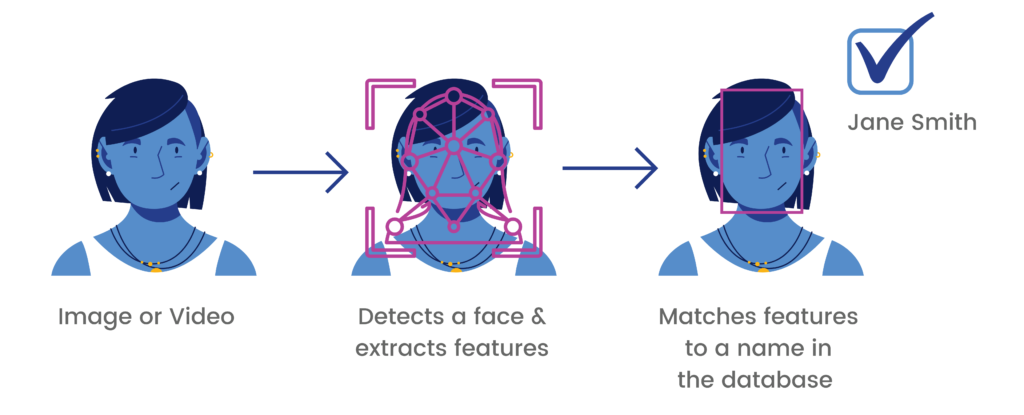 Jane Smith
Image or Video
Detects a face &
extracts features
Matches features
to a name in
the database